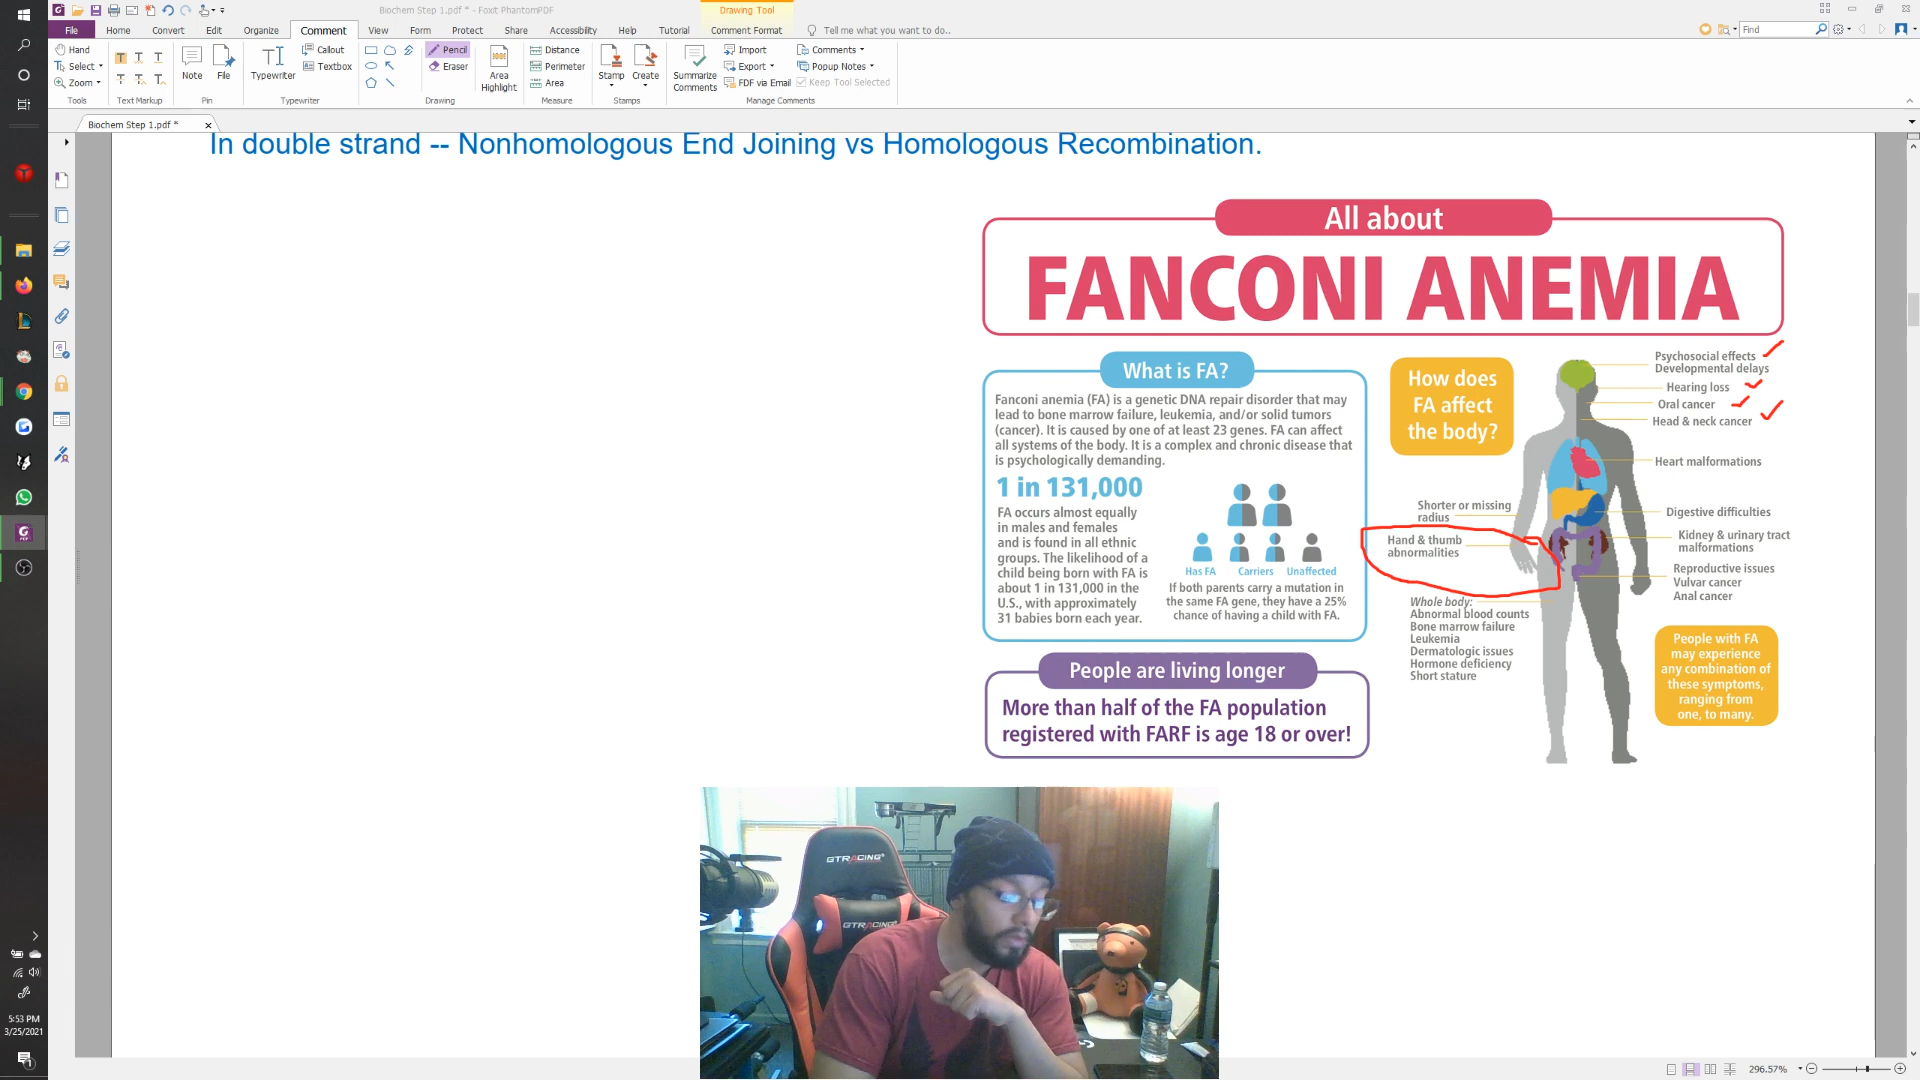 Biochem Step 1.pdf * - Foxit PhantomPDF
Drawing Tool
File
Home
Convert
Edit
Organize
Comment
View
Form
Protect
Share
Accessibility
Help
Tutorial
Comment Format
Tell me what you want to do..
Find
Hand
Select
Zoom
Tools
Text Markup
Note
File
Pin
Typewriter
Callout
Textbox
Typewriter
Pencil
Eraser
Drawing
Area
Highlight
Distance
Perimeter
Area
Measure
Stamp
Create
Stamps
Summarize
Comments
Import
Export
FDF via Email
Comments
Popup Notes
Keep Tool Selected
Manage Comments
Biochem Step 1.pdf *
In double strand -- Nonhomologous End Joining vs Homologous Recombination.
All about
FANCONI ANEMIA
What is FA?
Fanconi anemia (FA) is a genetic DNA repair disorder that may
lead to bone marrow failure, leukemia, and/or solid tumors
(cancer). It is caused by one of at least 23 genes. FA can affect
all systems of the body. It is a complex and chronic disease that
is psychologically demanding.
1 in 131,000
FA occurs almost equally
in males and females
and is found in all ethnic
groups. The likelihood of a
child being born with FA is
about 1 in 131,000 in the
U.S., with approximately
31 babies born each year.
Has FA
Carriers
Unaffected
If both parents carry a mutation in
the same FA gene, they have a 25%
chance of having a child with FA.
People are living longer
More than half of the FA population
registered with FARF is age 18 or over!
How does
FA affect
the body?
Psychosocial effects
Developmental delays
Hearing loss
Oral cancer
Head & neck cancer
Heart malformations
Shorter or missing
radius
Digestive difficulties
Hand & thumb
abnormalities
Kidney & urinary tract
malformations
Reproductive issues
Vulvar cancer
Anal cancer
Whole body:
Abnormal blood counts
Bone marrow failure
Leukemia
Dermatologic issues
Hormone deficiency
Short stature
People with FA
may experience
any combination of
these symptoms,
ranging from
one, to many.
GTRACING
GTRACING
5:53 PM
3/25/2021
296.57%